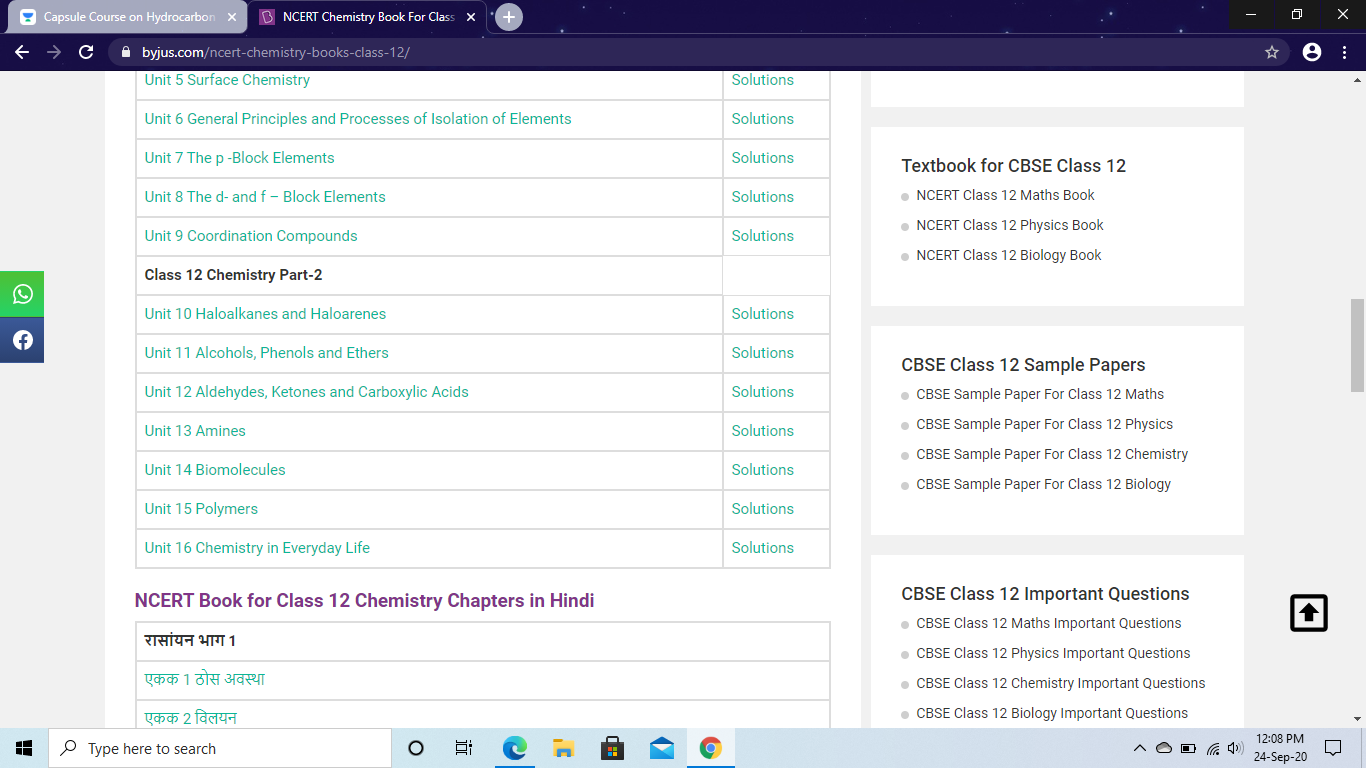 Capsule Course on Hydrocarbon
NCERT Chemistry Book For Class
byjus.com/ncert-chemistry-books-class-12/
Unit 5 Surface Chemistry Solutions
Unit 6 General Principles and Processes of Isolation of Elements Solutions
Unit 7 The p -Block Elements Solutions
Unit 8 The d- and f – Block Elements Solutions
Unit 9 Coordination Compounds Solutions
Class 12 Chemistry Part-2
Unit 10 Haloalkanes and Haloarenes Solutions
Unit 11 Alcohols, Phenols and Ethers Solutions
Unit 12 Aldehydes, Ketones and Carboxylic Acids Solutions
Unit 13 Amines Solutions
Unit 14 Biomolecules Solutions
Unit 15 Polymers Solutions
Unit 16 Chemistry in Everyday Life Solutions
NCERT Book for Class 12 Chemistry Chapters in Hindi
रासांयन भाग 1
एकक 1 ठोस अवस्था
एकक 2 विलयन
Textbook for CBSE Class 12
NCERT Class 12 Maths Book
NCERT Class 12 Physics Book
NCERT Class 12 Biology Book
CBSE Class 12 Sample Papers
CBSE Sample Paper For Class 12 Maths
CBSE Sample Paper For Class 12 Physics
CBSE Sample Paper For Class 12 Chemistry
CBSE Sample Paper For Class 12 Biology
CBSE Class 12 Important Questions
CBSE Class 12 Maths Important Questions
CBSE Class 12 Physics Important Questions
CBSE Class 12 Chemistry Important Questions
CBSE Class 12 Biology Important Questions
Type here to search
12:08 PM
24-Sep-20